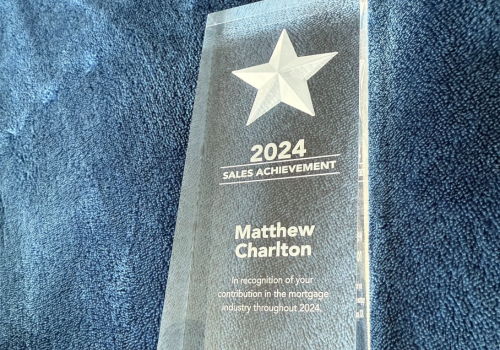 2024
SALES ACHIEVEMENT
Matthew
Charlton
In recognition of your
contribution in the mortgage
industry throughout 2024.